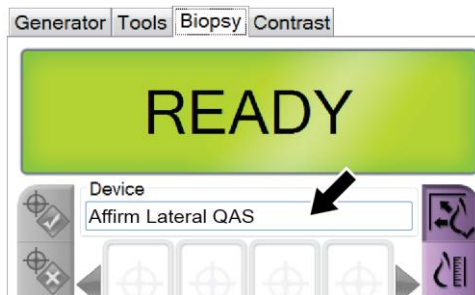 Generator Tools Biopsy Contrast
READY
Device
Affirm Lateral QAS